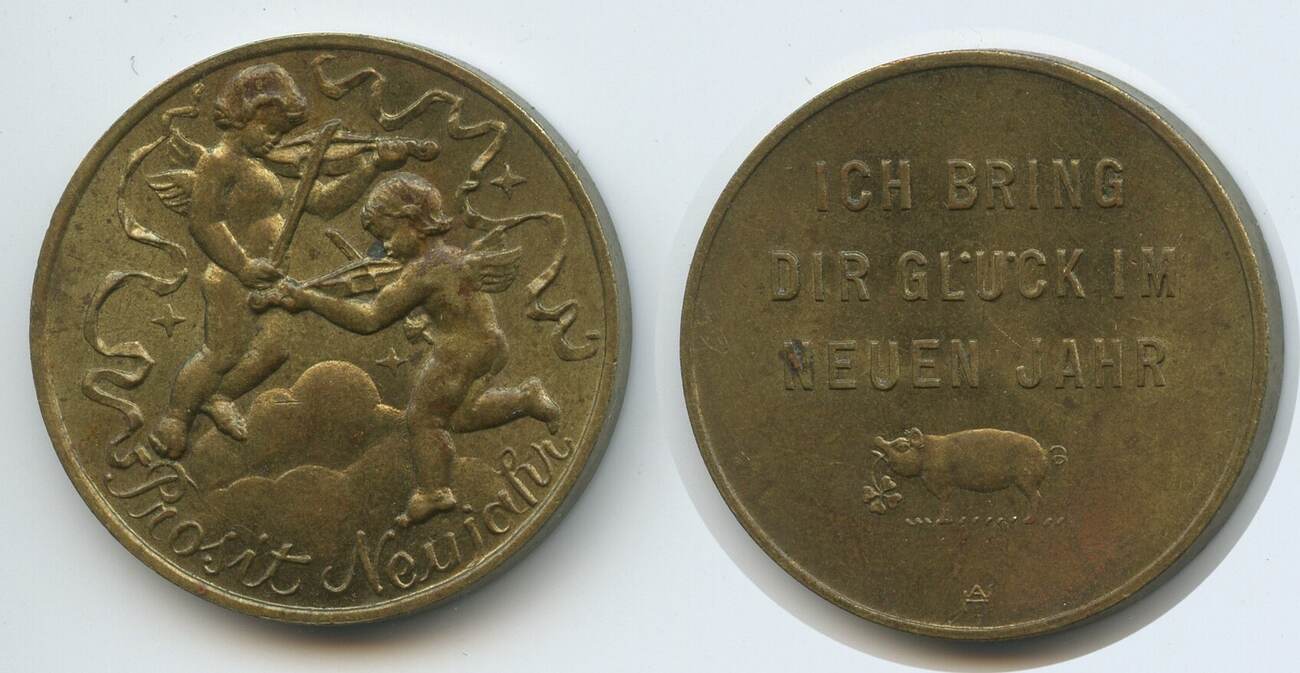 Prosit Neujahr
ICH BRING
DIR GLÜCK IM
NEUEN JAHR